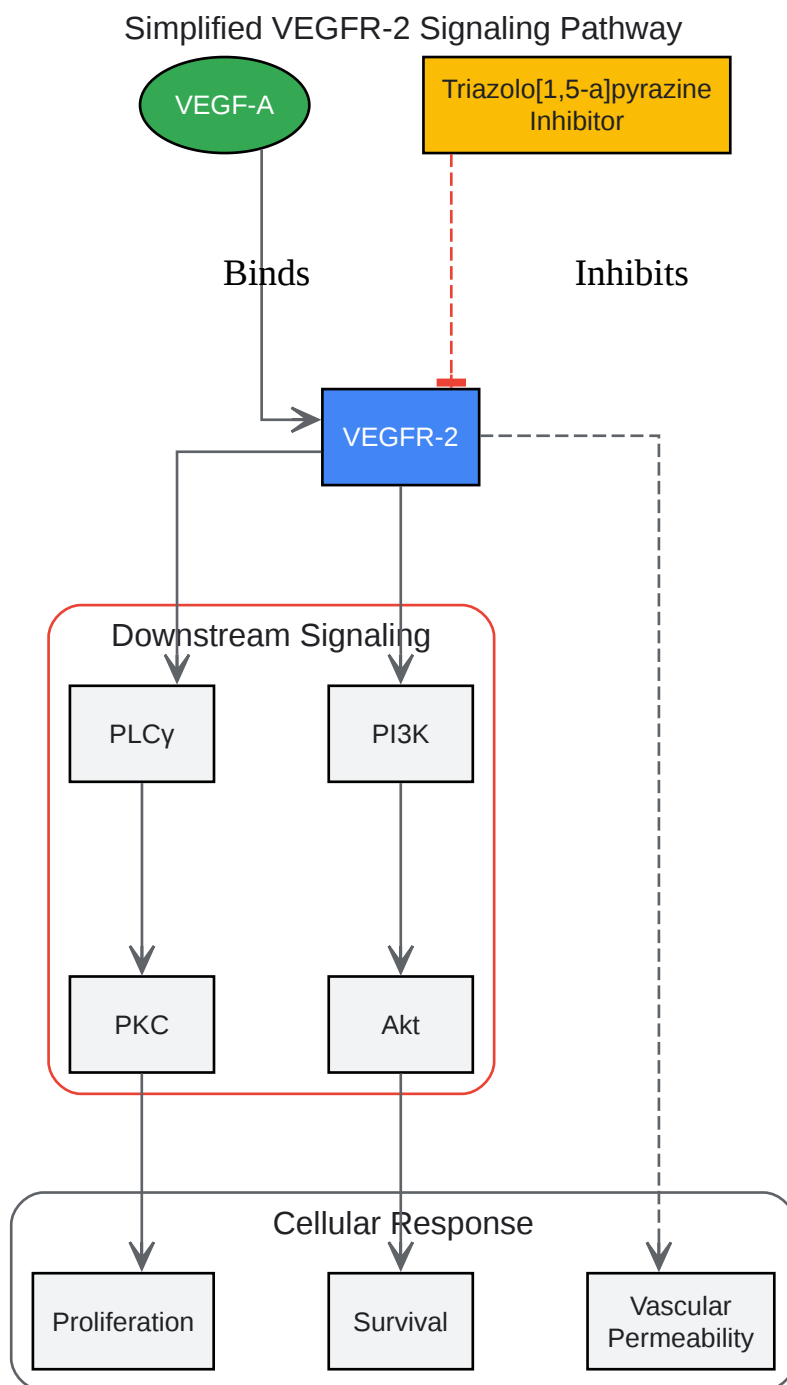 Simplified VEGFR-2 Signaling Pathway
VEGF-A
Triazolo[1,5-a]pyrazine
Inhibitor
Binds
Inhibits
VEGFR-2
Downstream Signaling
PLCγ
PI3K
PKC
Akt
Cellular Response
Proliferation
Survival
Vascular
Permeability